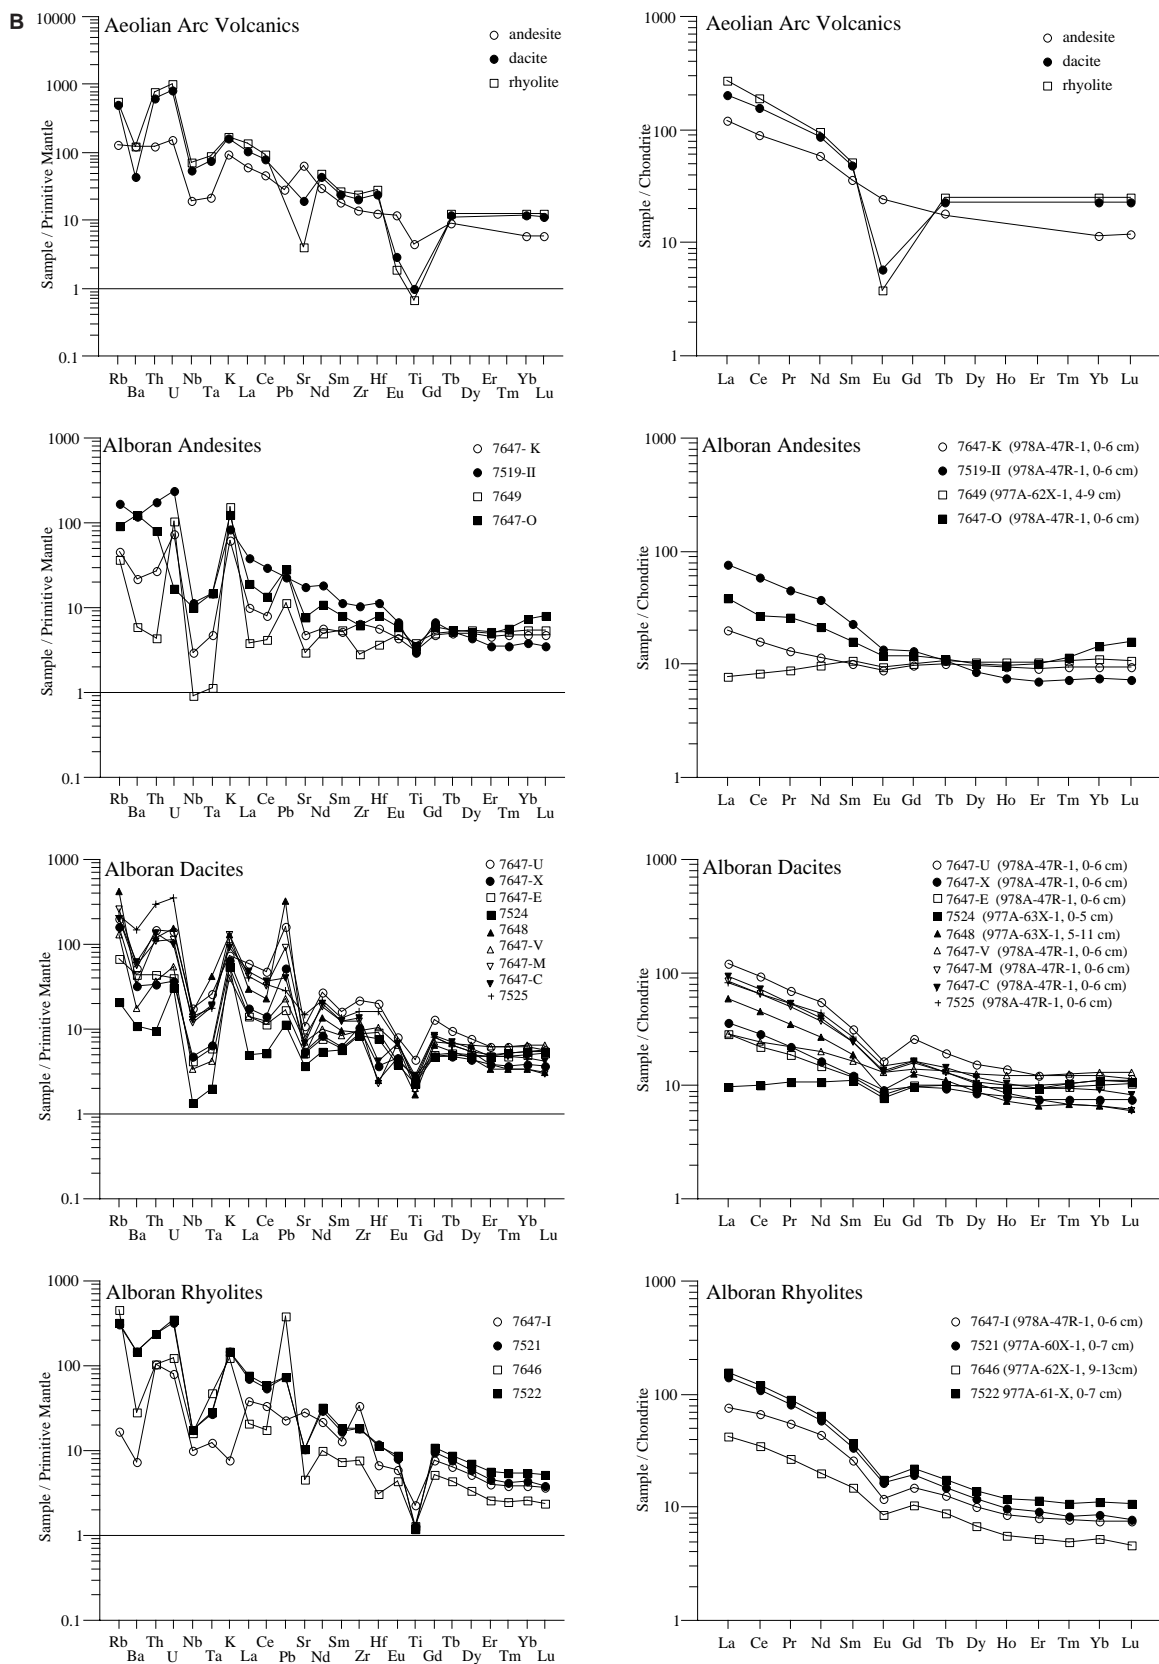 B
Aeolian Arc Volcanics
andesite
dacite
rhyolite
10000
1000
100
10
1
0.1
Sample / Primitive Mantle
Rb Ba Th U Nb Ta K La Ce Pb Sr Nd Sm Zr Hf Eu Ti Gd Tb Dy Er Tm Yb Lu
Aeolian Arc Volcanics
andesite
dacite
rhyolite
1000
100
10
1
Sample / Chondrite
La Ce Pr Nd Sm Eu Gd Tb Dy Ho Er Tm Yb Lu
Alboran Andesites
7647- K
7519-II
7649
7647-O
1000
100
10
1
0.1
Sample / Primitive Mantle
Rb Ba Th U Nb Ta K La Ce Pb Sr Nd Sm Zr Hf Eu Ti Gd Tb Dy Er Tm Yb Lu
Alboran Andesites
7647-K (978A-47R-1, 0-6 cm)
7519-II (978A-47R-1, 0-6 cm)
7649 (977A-62X-1, 4-9 cm)
7647-O (978A-47R-1, 0-6 cm)
1000
100
10
1
Sample / Chondrite
La Ce Pr Nd Sm Eu Gd Tb Dy Ho Er Tm Yb Lu
Alboran Dacites
7647-U
7647-X
7647-E
7524
7648
7647-V
7647-M
7647-C
7525
1000
100
10
1
0.1
Sample / Primitive Mantle
Rb Ba Th U Nb Ta K La Ce Pb Sr Nd Sm Zr Hf Eu Ti Gd Tb Dy Er Tm Yb Lu
Alboran Dacites
7647-U (978A-47R-1, 0-6 cm)
7647-X (978A-47R-1, 0-6 cm)
7647-E (978A-47R-1, 0-6 cm)
7524 (977A-63X-1, 0-5 cm)
7648 (977A-63X-1, 5-11 cm)
7647-V (978A-47R-1, 0-6 cm)
7647-M (978A-47R-1, 0-6 cm)
7647-C (978A-47R-1, 0-6 cm)
7525 (978A-47R-1, 0-6 cm)
1000
100
10
1
Sample / Chondrite
La Ce Pr Nd Sm Eu Gd Tb Dy Ho Er Tm Yb Lu
Alboran Rhyolites
7647-I
7521
7646
7522
1000
100
10
1
0.1
Sample / Primitive Mantle
Rb Ba Th U Nb Ta K La Ce Pb Sr Nd Sm Zr Hf Eu Ti Gd Tb Dy Er Tm Yb Lu
Alboran Rhyolites
7647-I (978A-47R-1, 0-6 cm)
7521 (977A-60X-1, 0-7 cm)
7646 (977A-62X-1, 9-13cm)
7522 977A-61-X, 0-7 cm)
1000
100
10
1
Sample / Chondrite
La Ce Pr Nd Sm Eu Gd Tb Dy Ho Er Tm Yb Lu